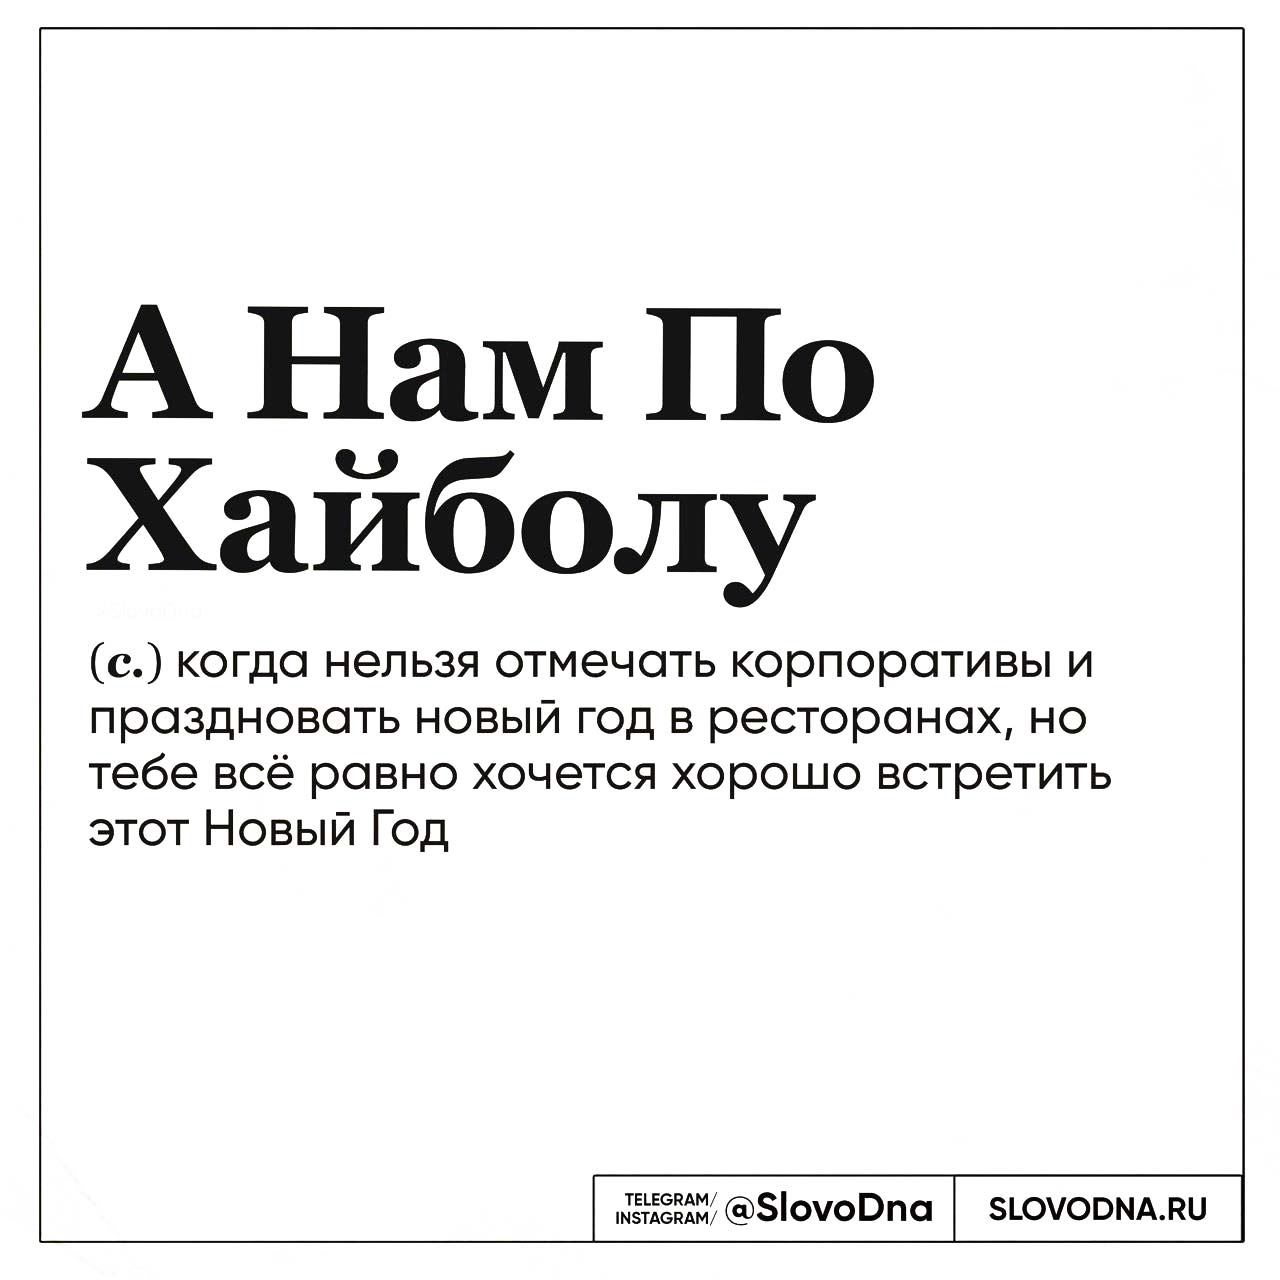 А Нам По
Хайболу
@SlovoDna
(с.) когда нельзя отмечать корпоративы и
праздновать новый год в ресторанах, но
тебе всё равно хочется хорошо встретить
этот Новый Год
TELEGRAM/
INSTAGRAM/
@SlovoDna
SLOVODNA.RU